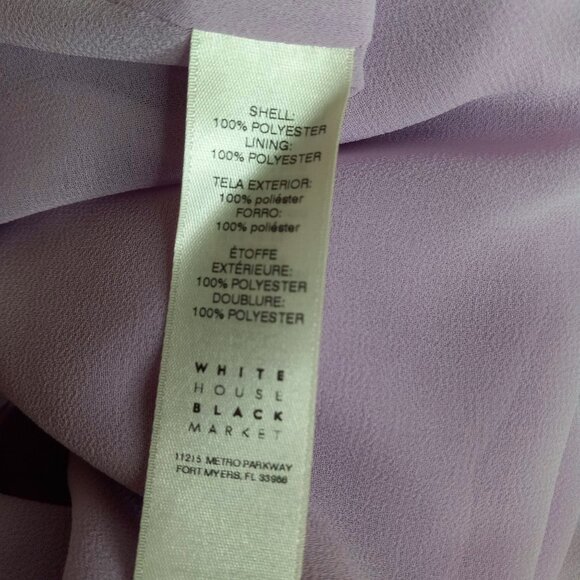 SHELL:
100% POLYESTER
LINING:
100% POLYESTER
TELA EXTERIOR:
100% poliéster
FORRO:
100% poliéster
ÉTOFFE
EXTÉRIEURE:
100% POLYESTER
DOUBLURE:
100% POLYESTER
WHITE
HOUSE
BLACK
MARKET
11215 METRO PARKWAY
FORT MYERS, FL 33966